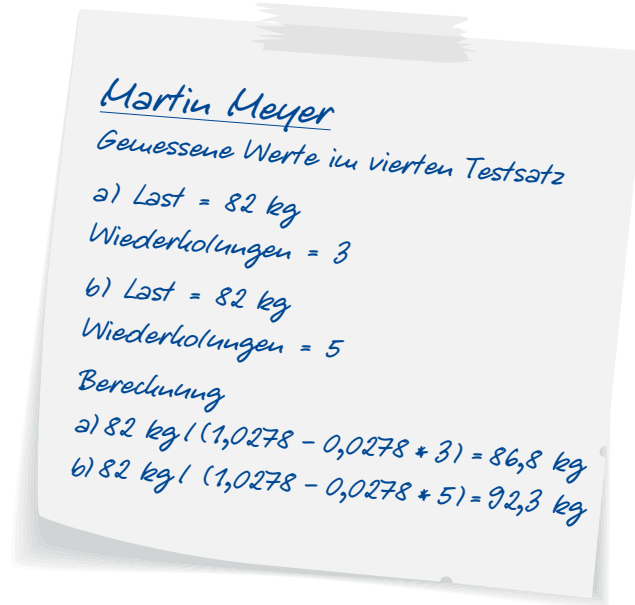 Martin Meyer
Gemessene Werte im vierten Testsatz
a) Last = 82 kg
Wiederholungen = 3
b) Last = 82 kg
Wiederholungen = 5
Berechnung
a) 82 kg / (1,0278 - 0,0278 * 3) = 86,8 kg
b) 82 kg / (1,0278 - 0,0278 * 5) = 92,3 kg